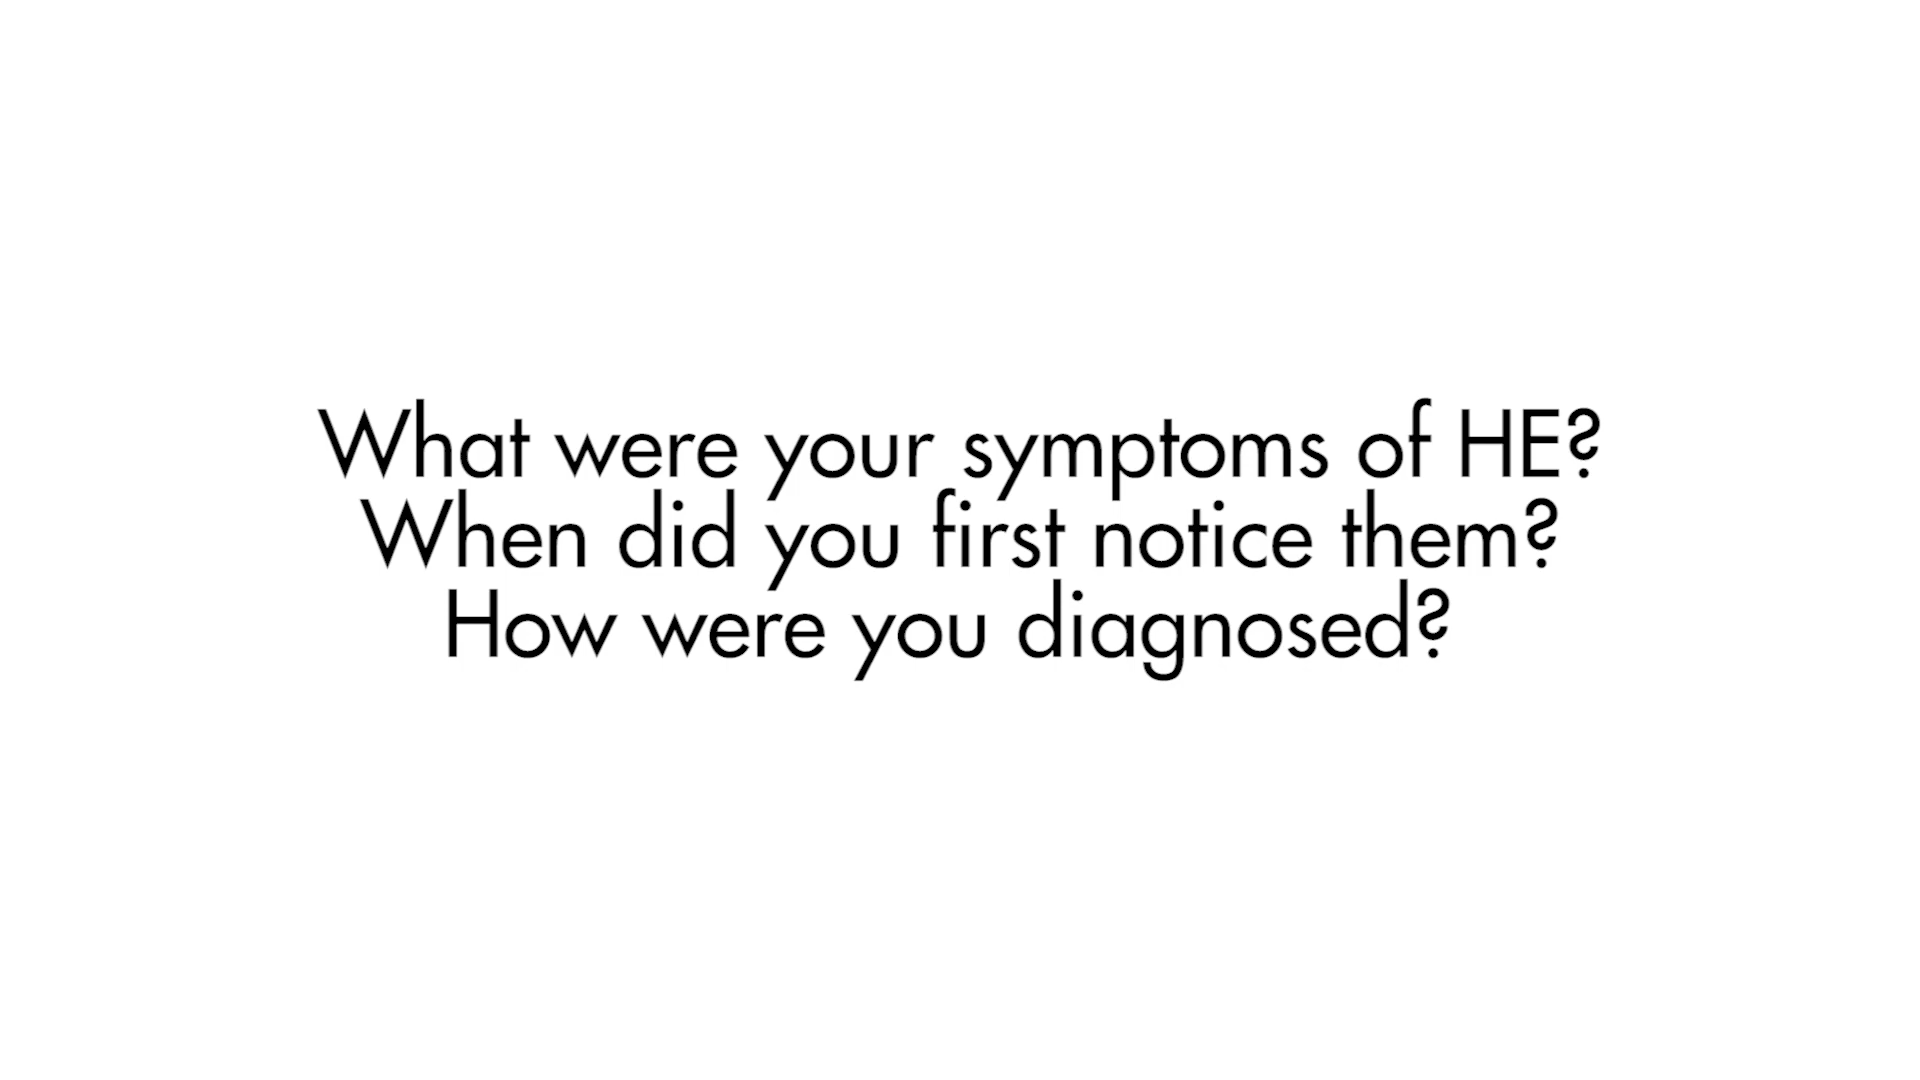 What were your symptoms of HE?
When did you first notice them?
How were you diagnosed?